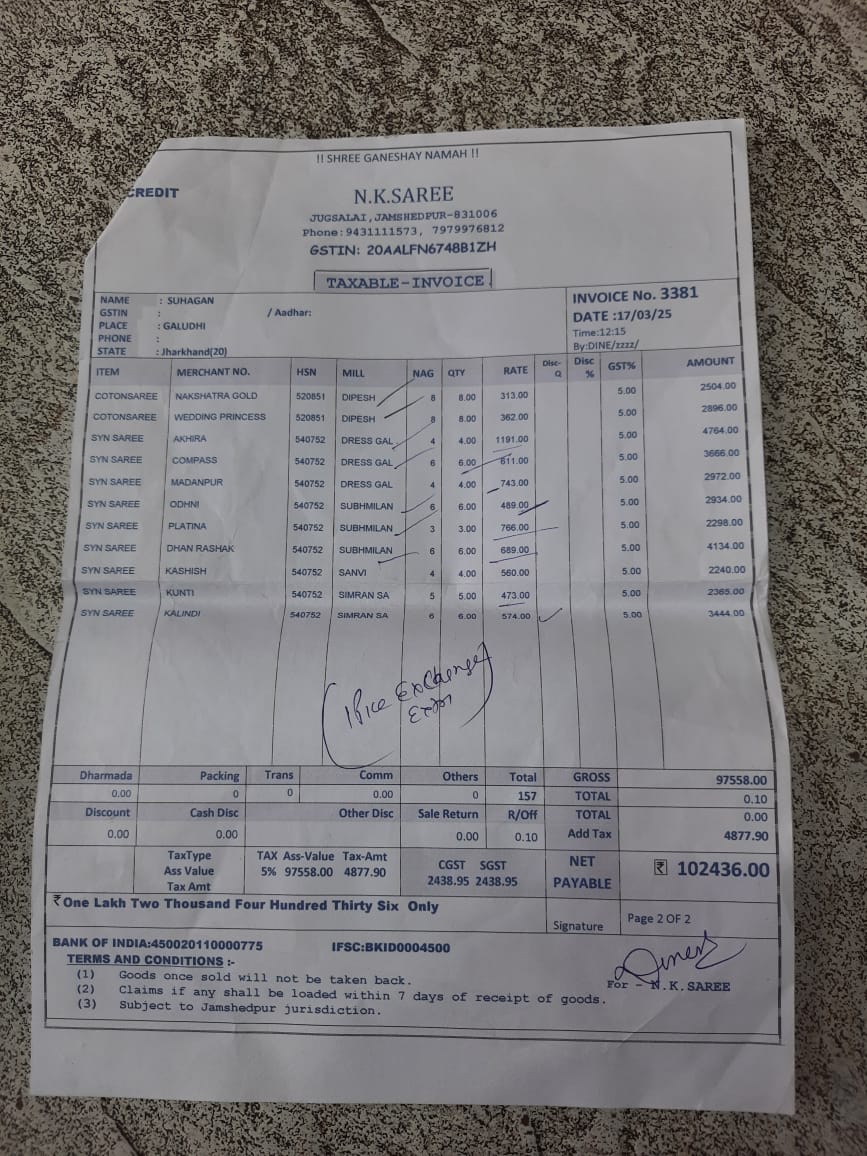 !! SHREE GANESHAY NAMAH !!
CREDIT
N.K.SAREE
JUGSALAI, JAMSHEDPUR-831006
Phone:9431111573, 7979976812
GSTIN: 20AALFN6748B1ZH
TAXABLE-INVOICE
NAME : SUHAGAN
GSTIN : / Aadhar:
PLACE : GALUDHI
PHONE :
STATE : Jharkhand(20)
INVOICE No. 3381
DATE :17/03/25
Time:12:15
By:DINE/zzzz/
ITEM MERCHANT NO. HSN MILL NAG QTY RATE Disc-Q Disc % GST% AMOUNT
COTONSAREE NAKSHATRA GOLD 520851 DIPESH 8 8.00 313.00 5.00 2504.00
COTONSAREE WEDDING PRINCESS 520851 DIPESH 8 8.00 362.00 5.00 2896.00
SYN SAREE AKHIRA 540752 DRESS GAL 4 4.00 1191.00 5.00 4764.00
SYN SAREE COMPASS 540752 DRESS GAL 6 6.00 611.00 5.00 3666.00
SYN SAREE MADANPUR 540752 DRESS GAL 4 4.00 743.00 5.00 2972.00
SYN SAREE ODHNI 540752 SUBHMILAN 6 6.00 489.00 5.00 2934.00
SYN SAREE PLATINA 540752 SUBHMILAN 3 3.00 766.00 5.00 2298.00
SYN SAREE DHAN RASHAK 540752 SUBHMILAN 6 6.00 689.00 5.00 4134.00
SYN SAREE KASHISH 540752 SANVI 4 4.00 560.00 5.00 2240.00
SYN SAREE KUNTI 540752 SIMRAN SA 5 5.00 473.00 5.00 2365.00
SYN SAREE KALINDI 540752 SIMRAN SA 6 6.00 574.00 5.00 3444.00
Price Exchange
Dharmada Packing Trans Comm Others Total GROSS 97558.00
0.00 0 0 0.00 0 157 TOTAL 0.10
Discount Cash Disc Other Disc Sale Return R/Off TOTAL 0.00
0.00 0.00 0.00 0.10 Add Tax 4877.90
TaxType TAX Ass-Value Tax-Amt
Ass Value 5% 97558.00 4877.90
Tax Amt
CGST SGST
2438.95 2438.95
NET PAYABLE ₹ 102436.00
₹One Lakh Two Thousand Four Hundred Thirty Six Only
Signature
Page 2 OF 2
BANK OF INDIA:450020110000775 IFSC:BKID0004500
TERMS AND CONDITIONS :-
(1) Goods once sold will not be taken back.
(2) Claims if any shall be loaded within 7 days of receipt of goods.
(3) Subject to Jamshedpur jurisdiction.
Dinesh
For - N.K.SAREE